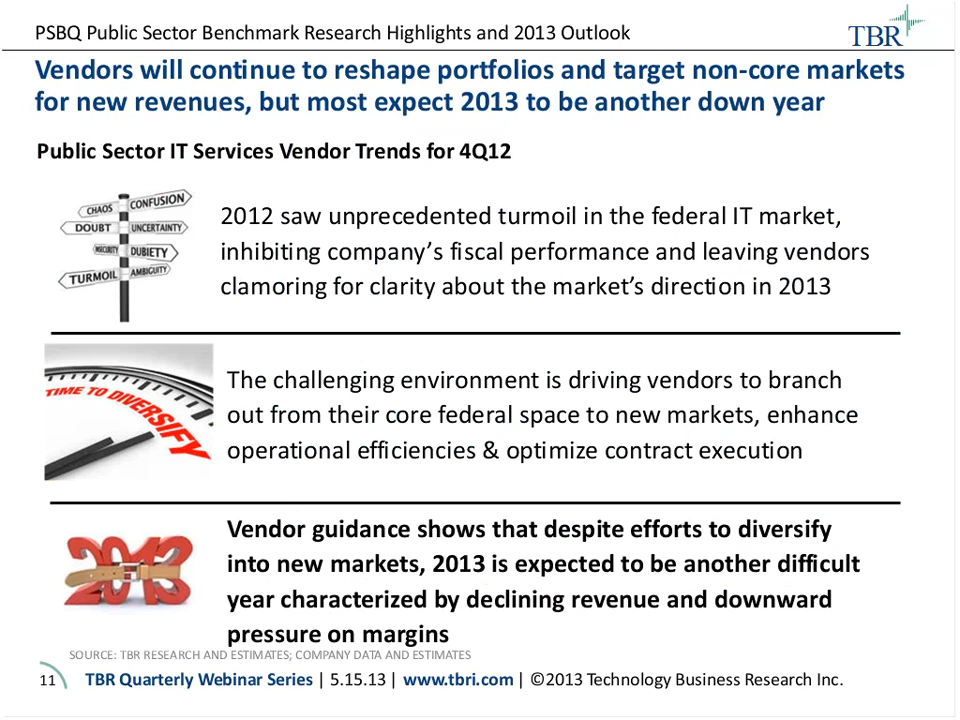 PSBQ Public Sector Benchmark Research Highlights and 2013 Outlook
TBR
Vendors will continue to reshape portfolios and target non-core markets
for new revenues, but most expect 2013 to be another down year
Public Sector IT Services Vendor Trends for 4Q12
CHAOS
CONFUSION
DOUBT
UNCERTAINTY
INSECURITY
DUBIETY
TURMOIL
AMBIGUITY
2012 saw unprecedented turmoil in the federal IT market,
inhibiting company’s fiscal performance and leaving vendors
clamoring for clarity about the market’s direction in 2013
TIME TO DIVERSIFY
The challenging environment is driving vendors to branch
out from their core federal space to new markets, enhance
operational efficiencies & optimize contract execution
2013
Vendor guidance shows that despite efforts to diversify
into new markets, 2013 is expected to be another difficult
year characterized by declining revenue and downward
pressure on margins
SOURCE: TBR RESEARCH AND ESTIMATES; COMPANY DATA AND ESTIMATES
11 TBR Quarterly Webinar Series | 5.15.13 | www.tbri.com | ©2013 Technology Business Research Inc.